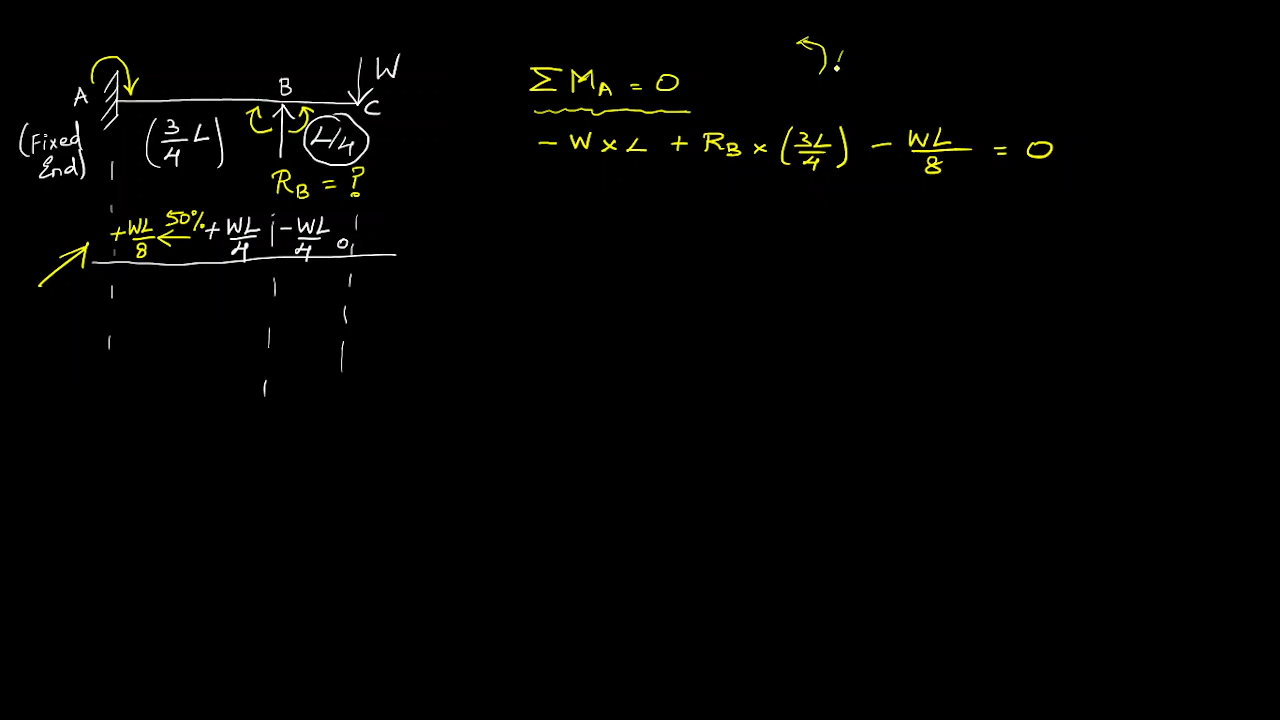 W
A B C
(Fixed End)
(3/4 L) L/4
R_B = ?
+WL/8 ← 50% +WL/4 | -WL/4 0
ΣM_A = 0
- W × L + R_B × (3L/4) - WL/8 = 0